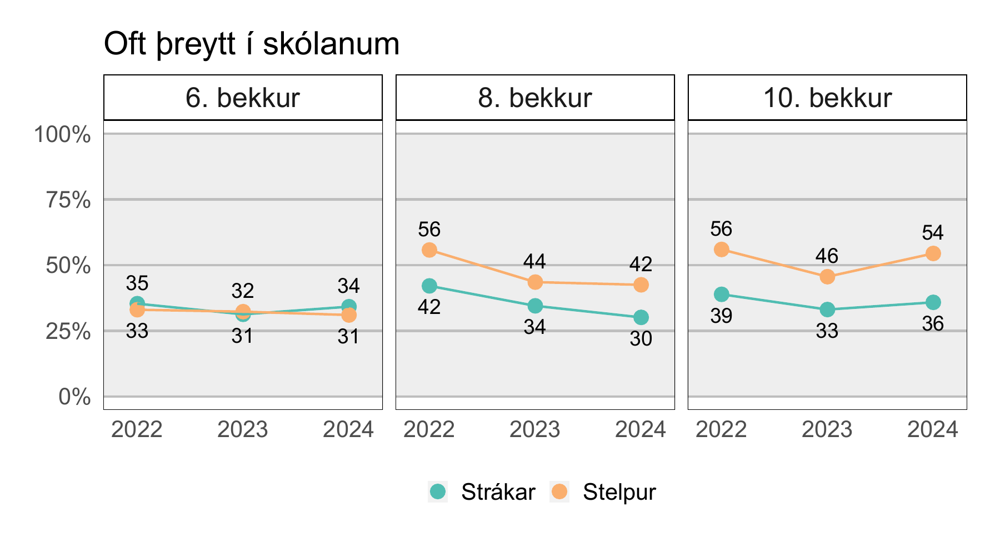 Oft þreytt í skólanum
6. bekkur 8. bekkur 10. bekkur
100%
75%
50%
25%
0%
35 32 34
33 31 31
56 44 42
42 34 30
56 46 54
39 33 36
2022 2023 2024 2022 2023 2024 2022 2023 2024
Strákar Stelpur